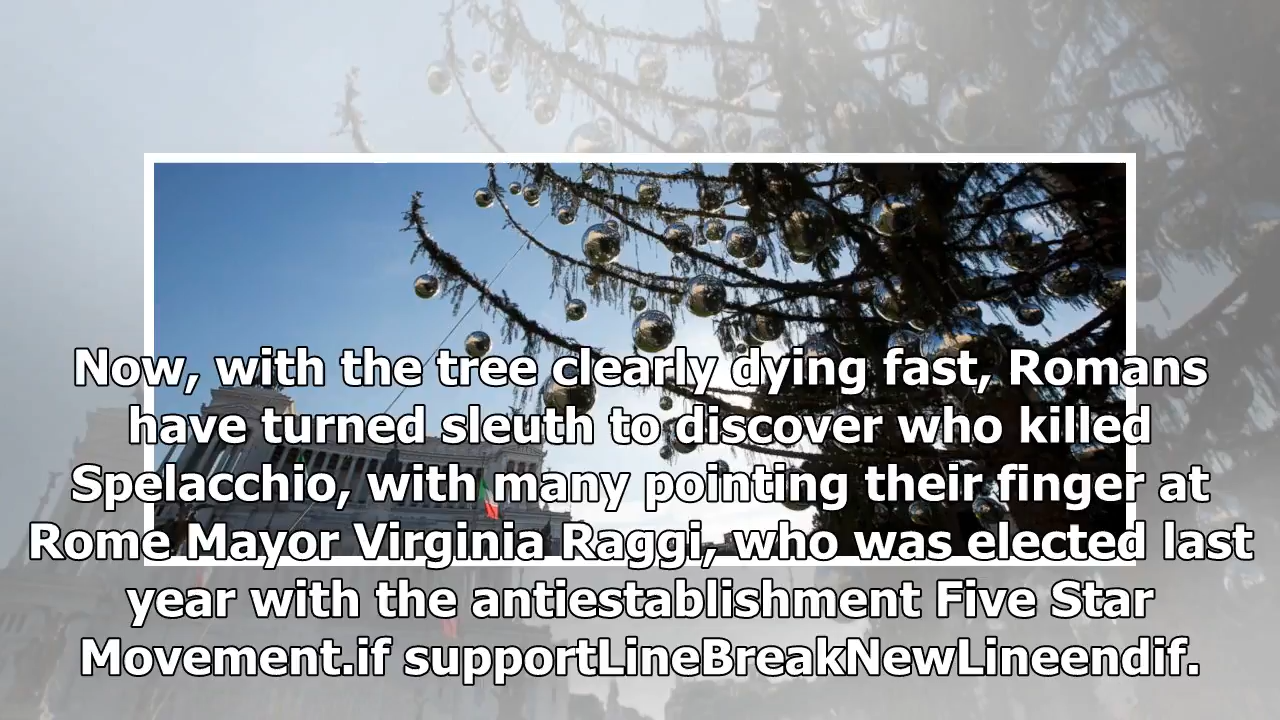 Now, with the tree clearly dying fast, Romans
have turned sleuth to discover who killed
Spelacchio, with many pointing their finger at
Rome Mayor Virginia Raggi, who was elected last
year with the antiestablishment Five Star
Movement.if supportLineBreakNewLineendif.